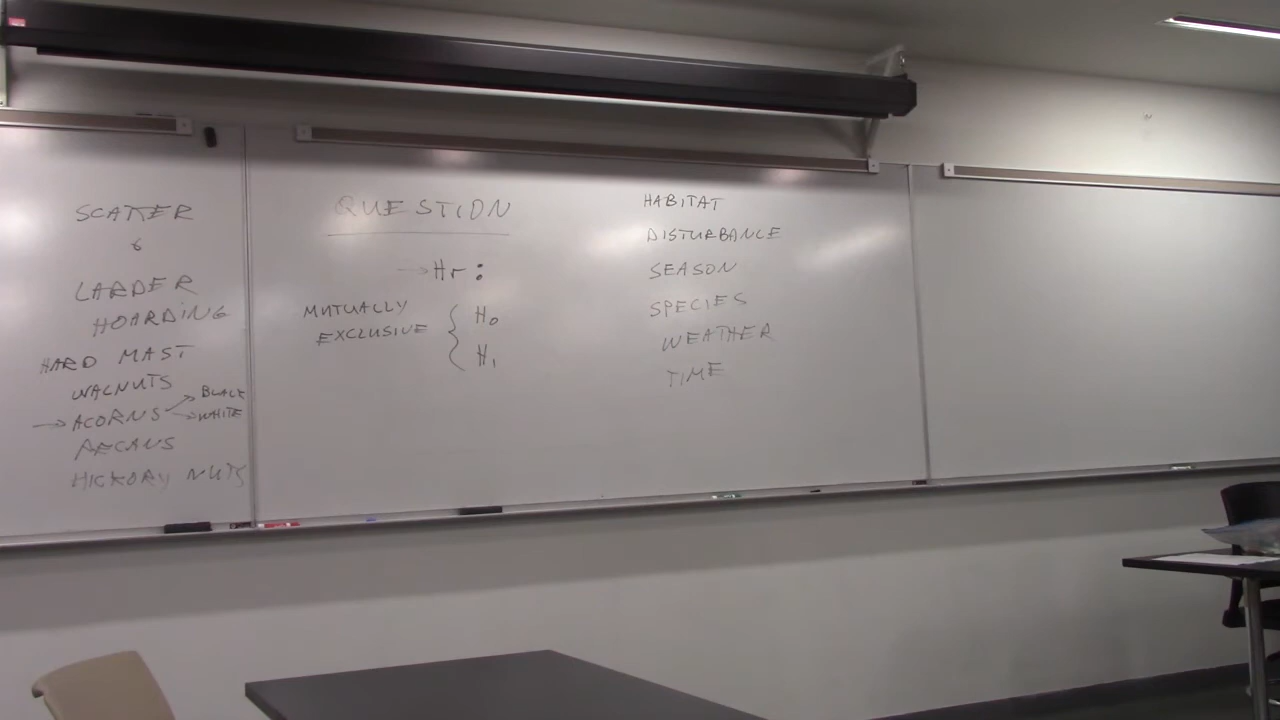 SCATTER
&
LARDER
HOARDING
HARD MAST
WALNUTS
→ ACORNS
BLACK
WHITE
PECANS
HICKORY NUTS
QUESTION
→ Hr:
MUTUALLY
EXCLUSIVE
{ H₀
H₁
HABITAT
DISTURBANCE
SEASON
SPECIES
WEATHER
TIME